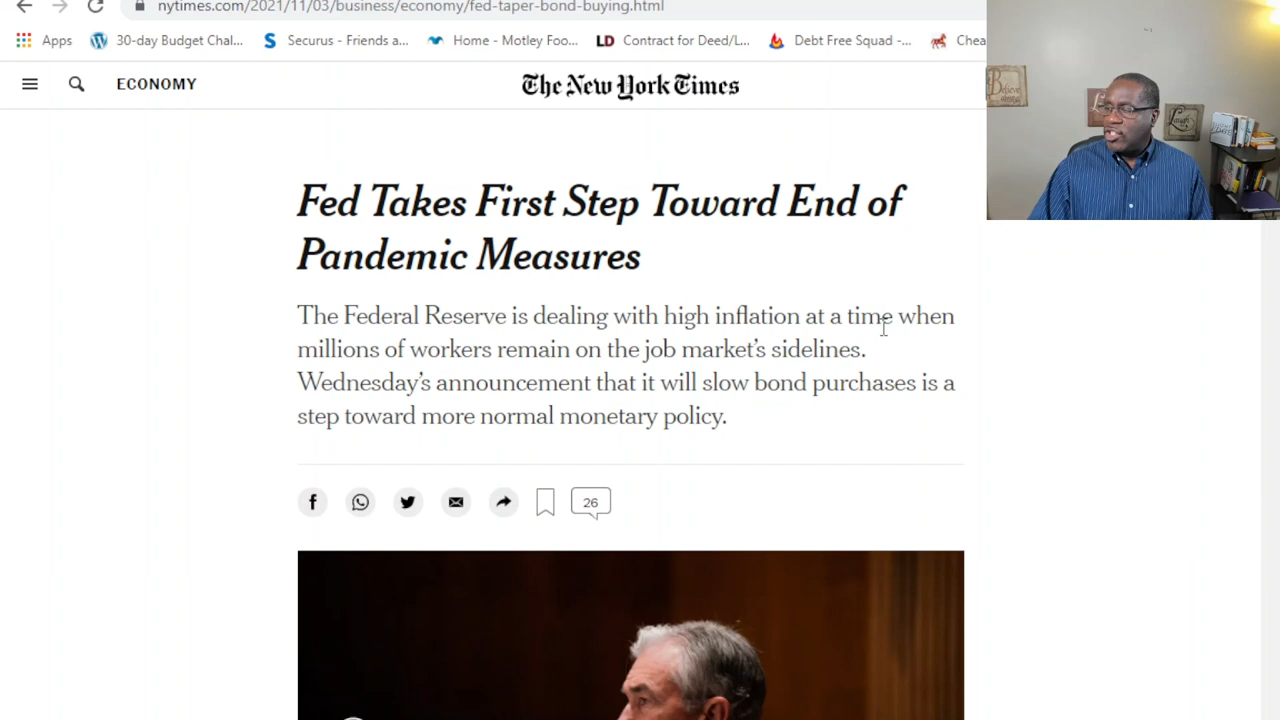 nytimes.com/2021/11/03/business/economy/fed-taper-bond-buying.html
Apps 30-day Budget Chal... Securus - Friends a... Home - Motley Foo... LD Contract for Deed/L... Debt Free Squad -... Chea
ECONOMY The New York Times
Fed Takes First Step Toward End of
Pandemic Measures
The Federal Reserve is dealing with high inflation at a time when
millions of workers remain on the job market's sidelines.
Wednesday's announcement that it will slow bond purchases is a
step toward more normal monetary policy.
26
Believe
Laugh